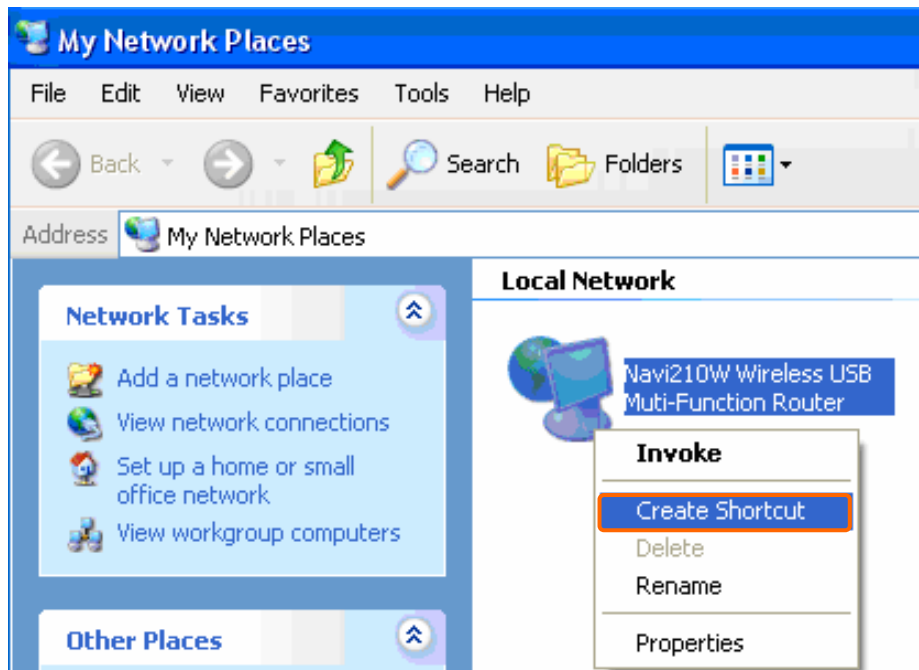 My Network Places
File Edit View Favorites Tools Help
Back Search Folders
Address My Network Places
Network Tasks
Add a network place
View network connections
Set up a home or small
office network
View workgroup computers
Other Places
Local Network
Navi210W Wireless USB
Muti-Function Router
Invoke
Create Shortcut
Delete
Rename
Properties